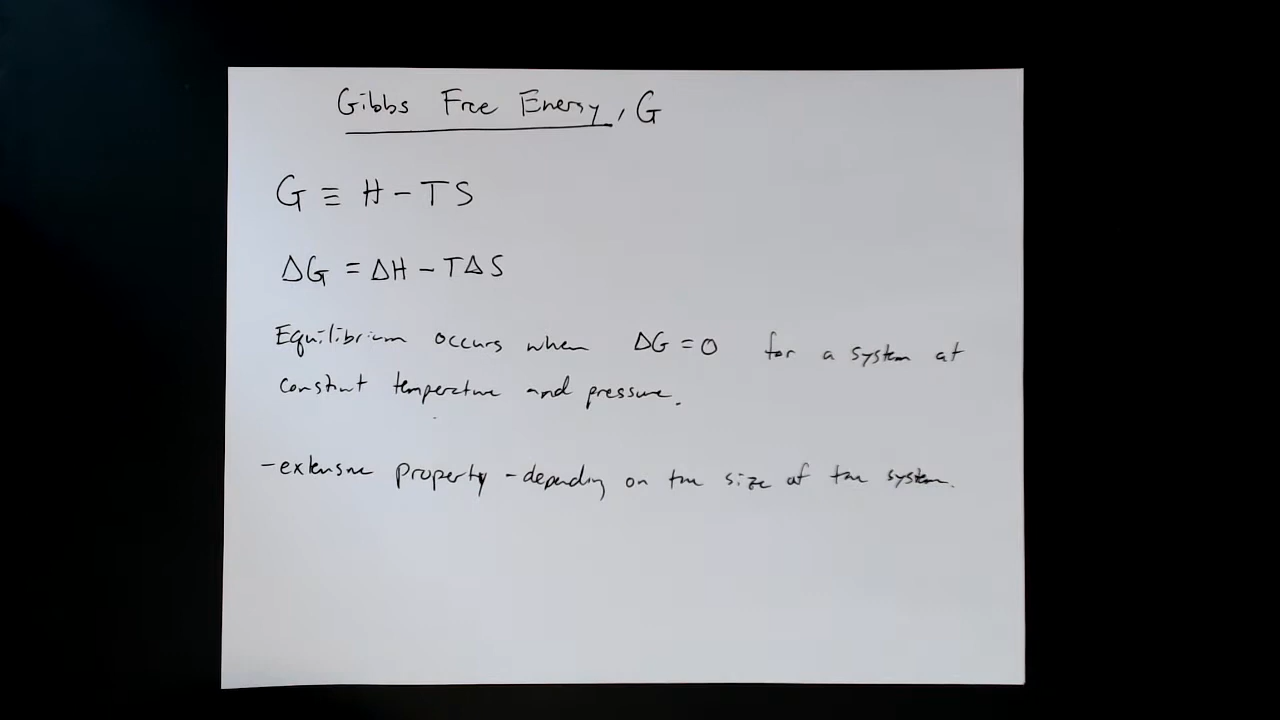 Gibbs Free Energy, G
G ≡ H - TS
ΔG = ΔH - TΔS
Equilibrium occurs when ΔG = 0 for a system at
constant temperature and pressure.
- extensive property - depending on the size of the system.